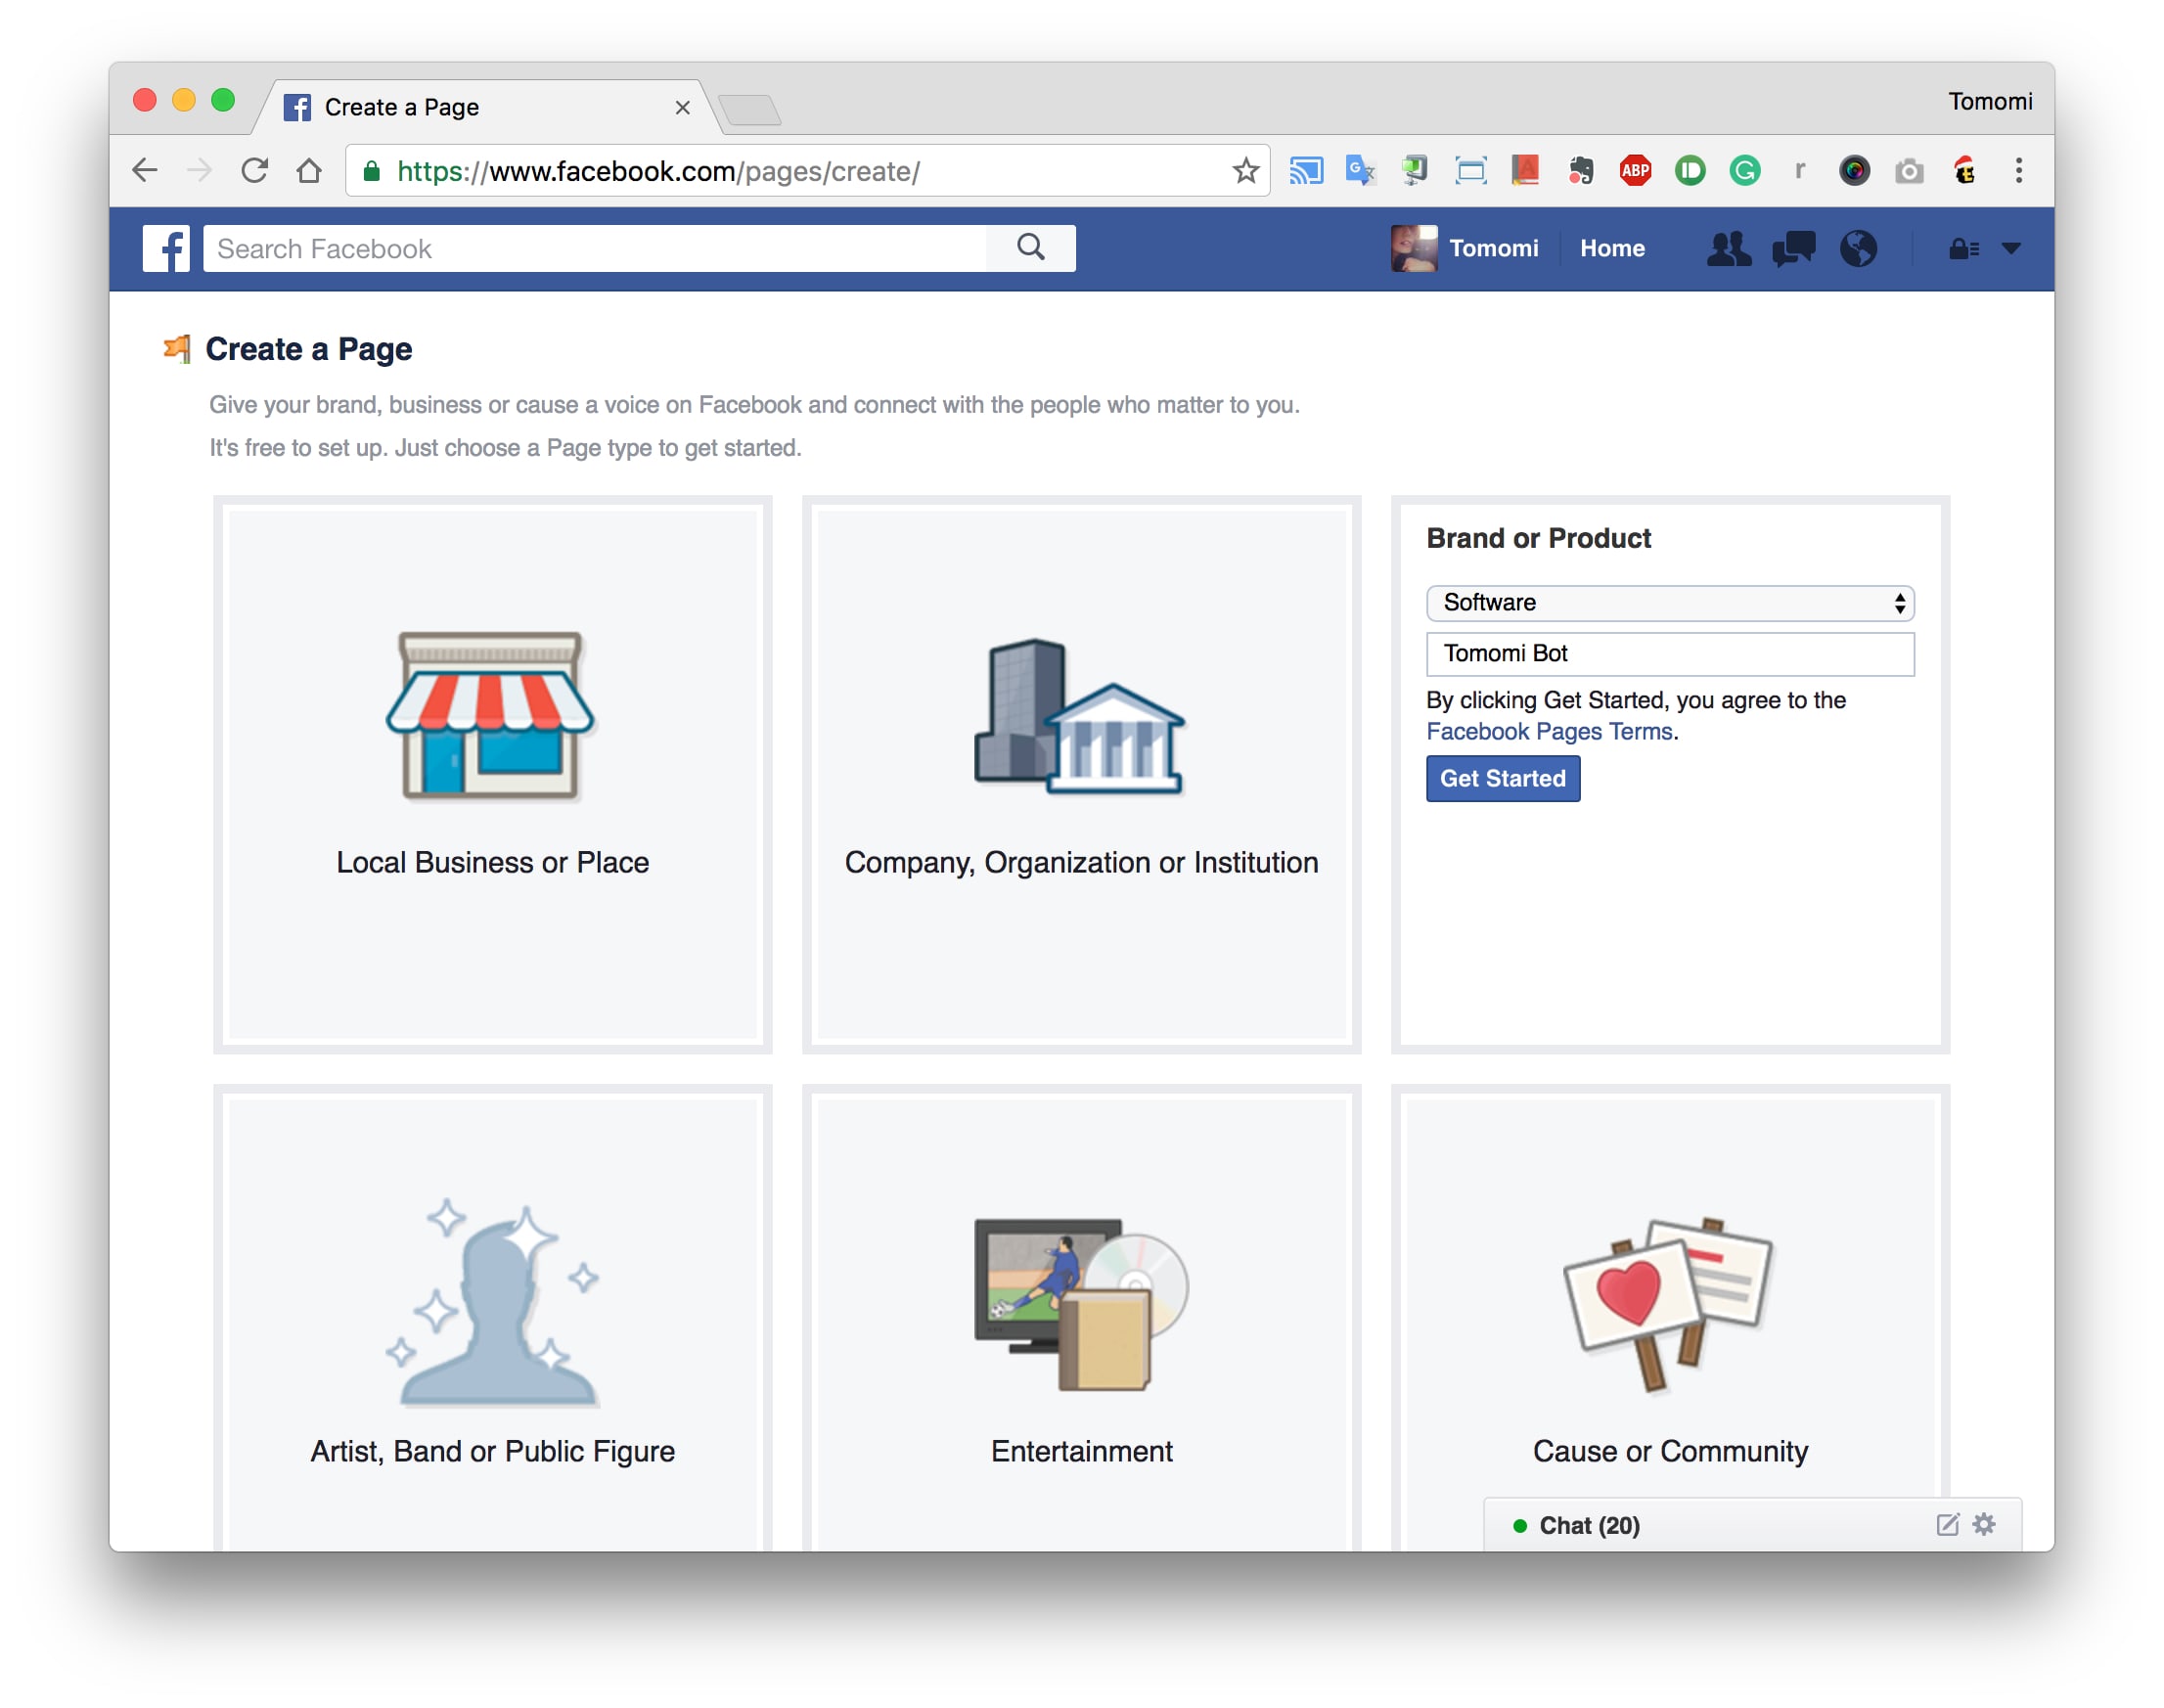 Create a Page
Tomomi
https://www.facebook.com/pages/create/
ABP
Search Facebook
Tomomi
Home
Create a Page
Give your brand, business or cause a voice on Facebook and connect with the people who matter to you.
It's free to set up. Just choose a Page type to get started.
Local Business or Place
Company, Organization or Institution
Brand or Product
Software
Tomomi Bot
By clicking Get Started, you agree to the
Facebook Pages Terms.
Get Started
Artist, Band or Public Figure
Entertainment
Cause or Community
Chat (20)